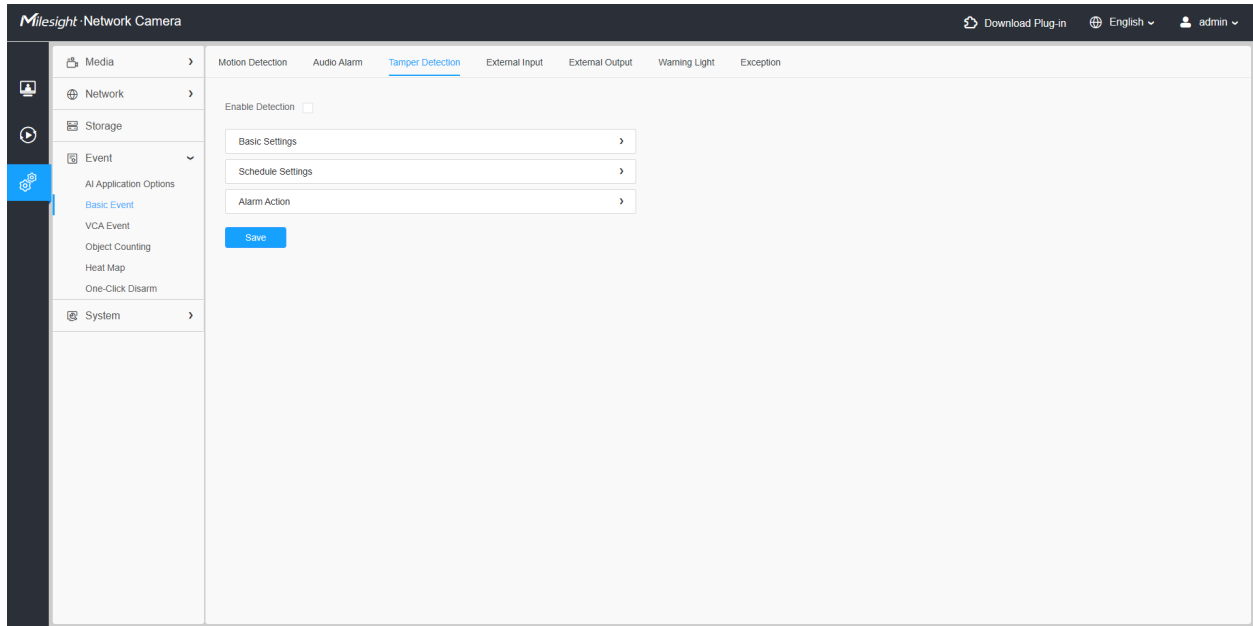 Milesight · Network Camera
Download Plug-in
English
admin
Media
Network
Storage
Event
AI Application Options
Basic Event
VCA Event
Object Counting
Heat Map
One-Click Disarm
System
Motion Detection Audio Alarm Tamper Detection External Input External Output Warning Light Exception
Enable Detection
Basic Settings
Schedule Settings
Alarm Action
Save